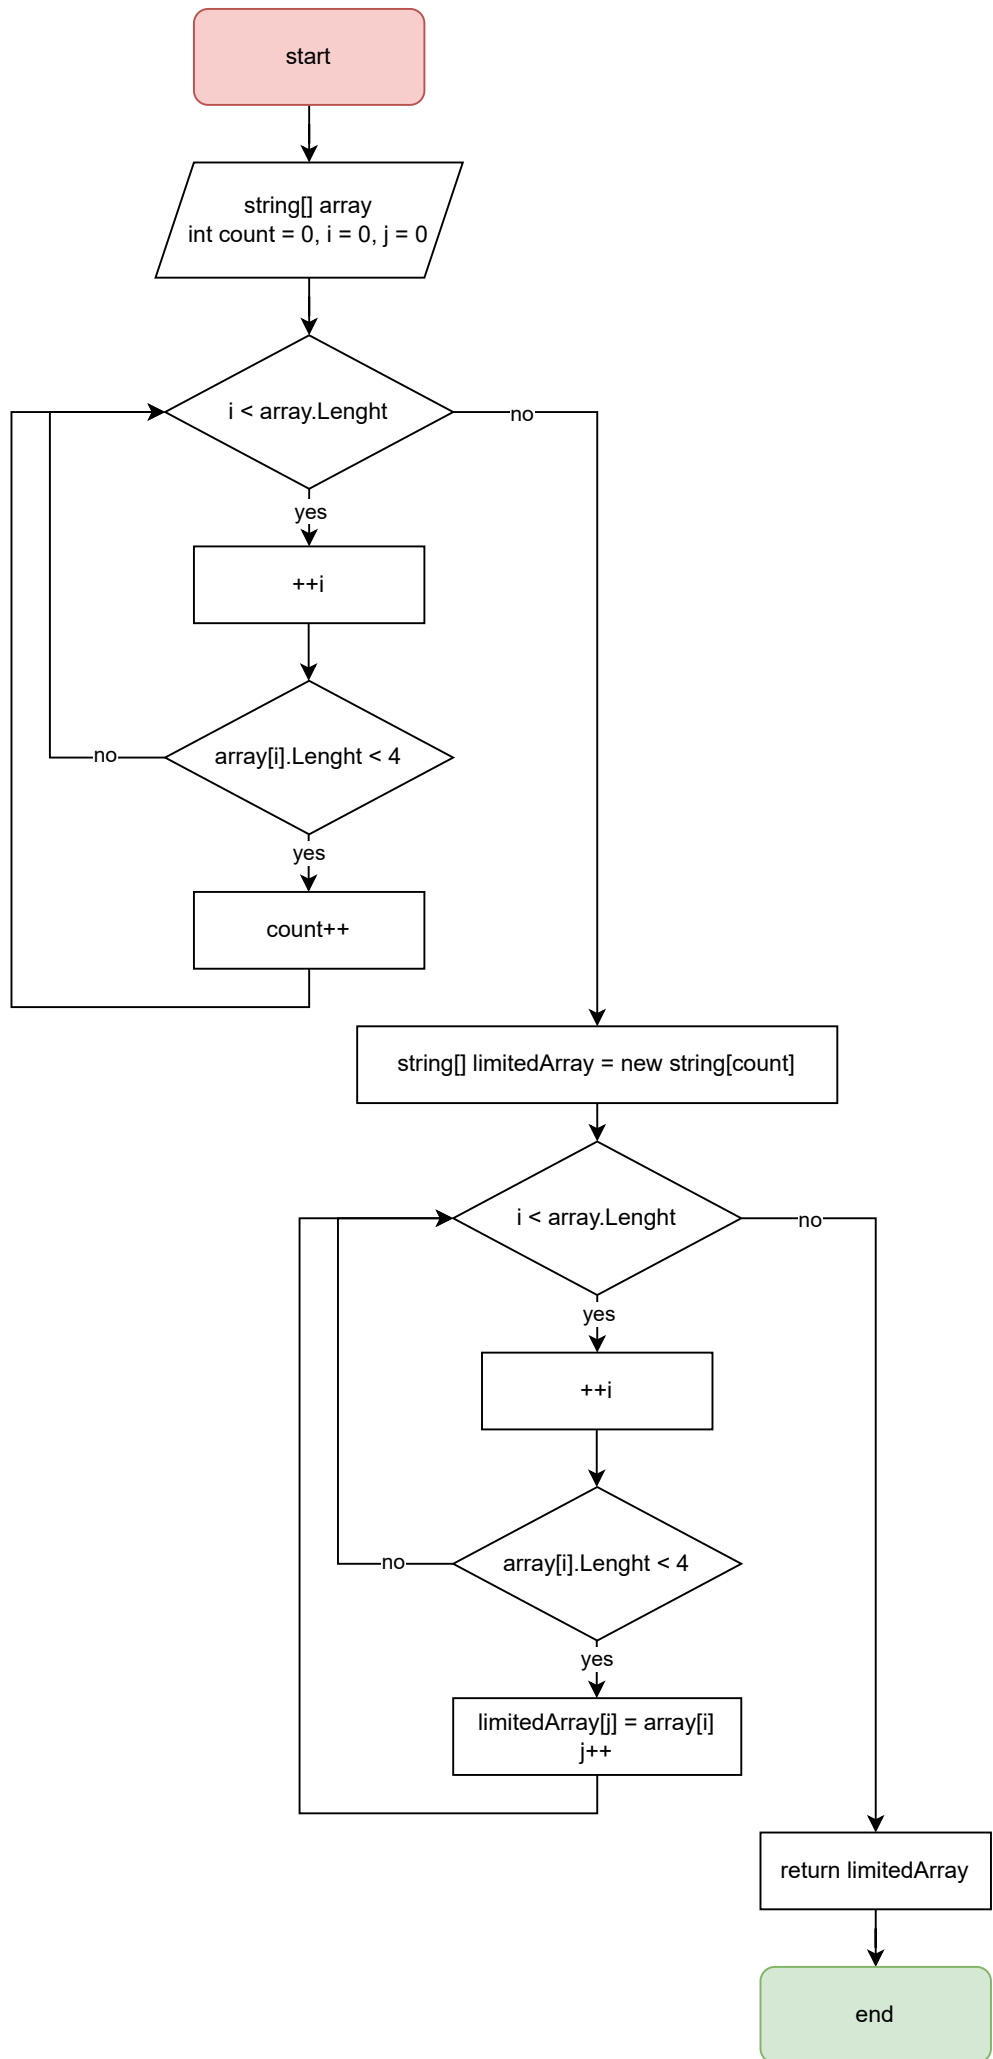 start
string[] array
int count = 0, i = 0, j = 0
i < array.Lenght
no
yes
++i
array[i].Lenght < 4
no
yes
count++
string[] limitedArray = new string[count]
i < array.Lenght
no
yes
++i
array[i].Lenght < 4
no
yes
limitedArray[j] = array[i]
j++
return limitedArray
end